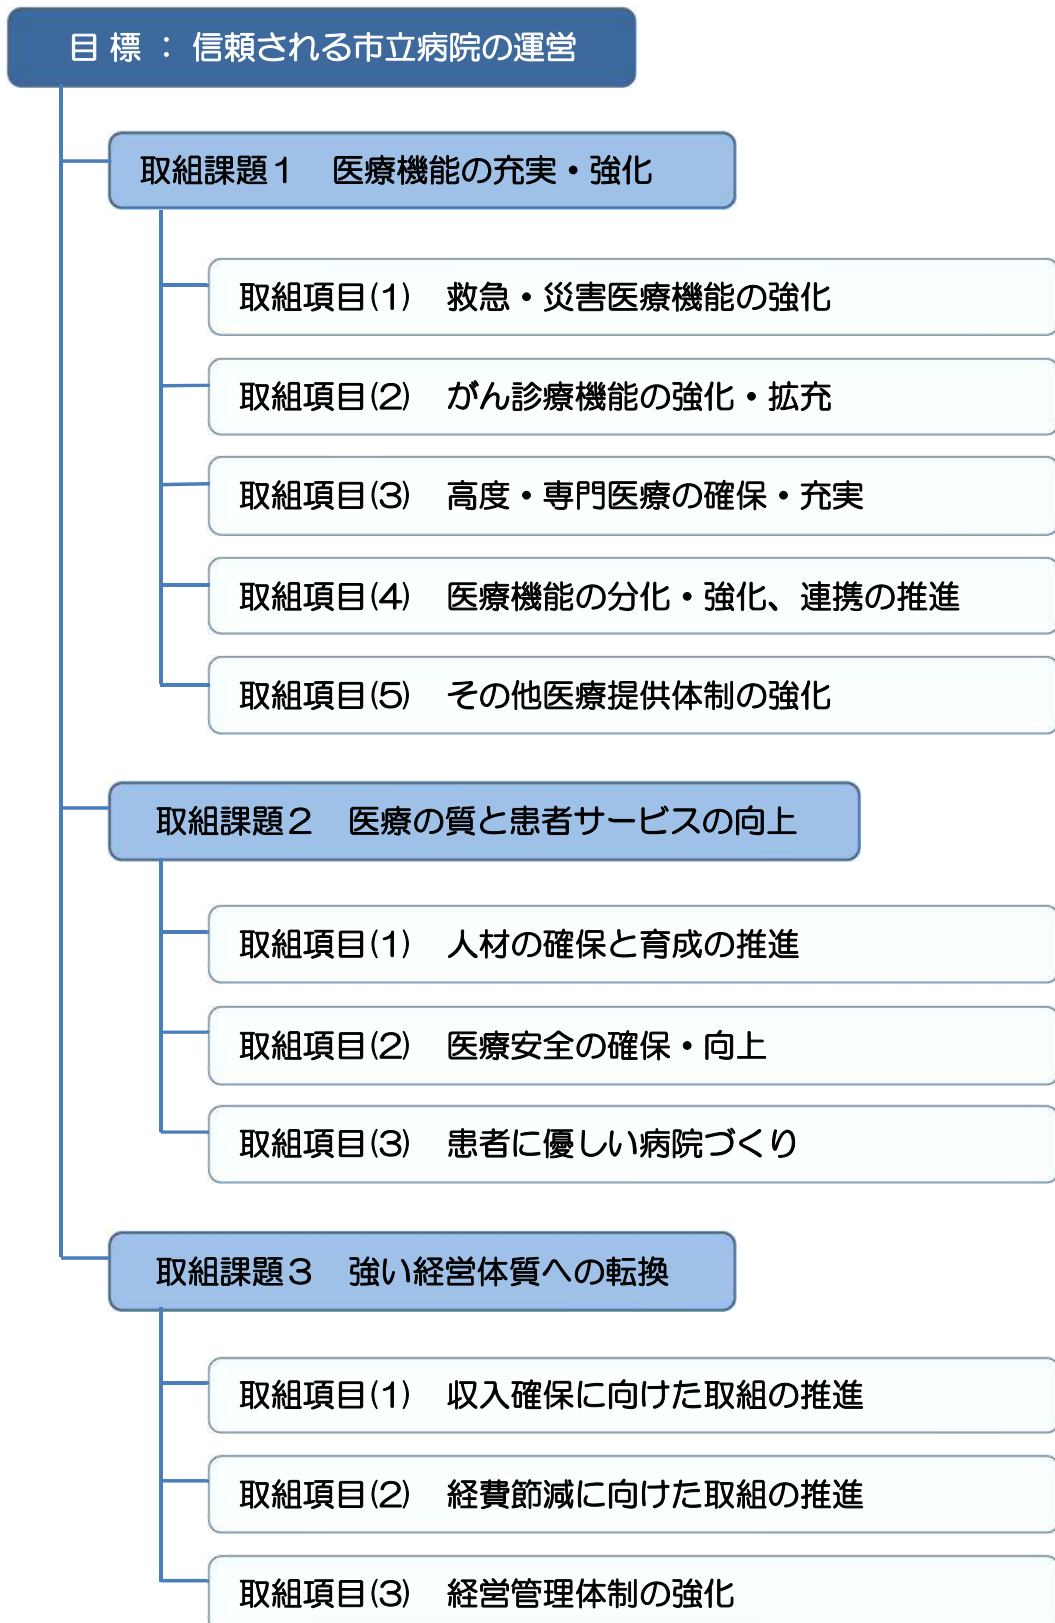 目 標 ： 信頼される市立病院の運営
取組課題１　医療機能の充実・強化
取組項目(1)　救急・災害医療機能の強化
取組項目(2)　がん診療機能の強化・拡充
取組項目(3)　高度・専門医療の確保・充実
取組項目(4)　医療機能の分化・強化、連携の推進
取組項目(5)　その他医療提供体制の強化
取組課題２　医療の質と患者サービスの向上
取組項目(1)　人材の確保と育成の推進
取組項目(2)　医療安全の確保・向上
取組項目(3)　患者に優しい病院づくり
取組課題３　強い経営体質への転換
取組項目(1)　収入確保に向けた取組の推進
取組項目(2)　経費節減に向けた取組の推進
取組項目(3)　経営管理体制の強化